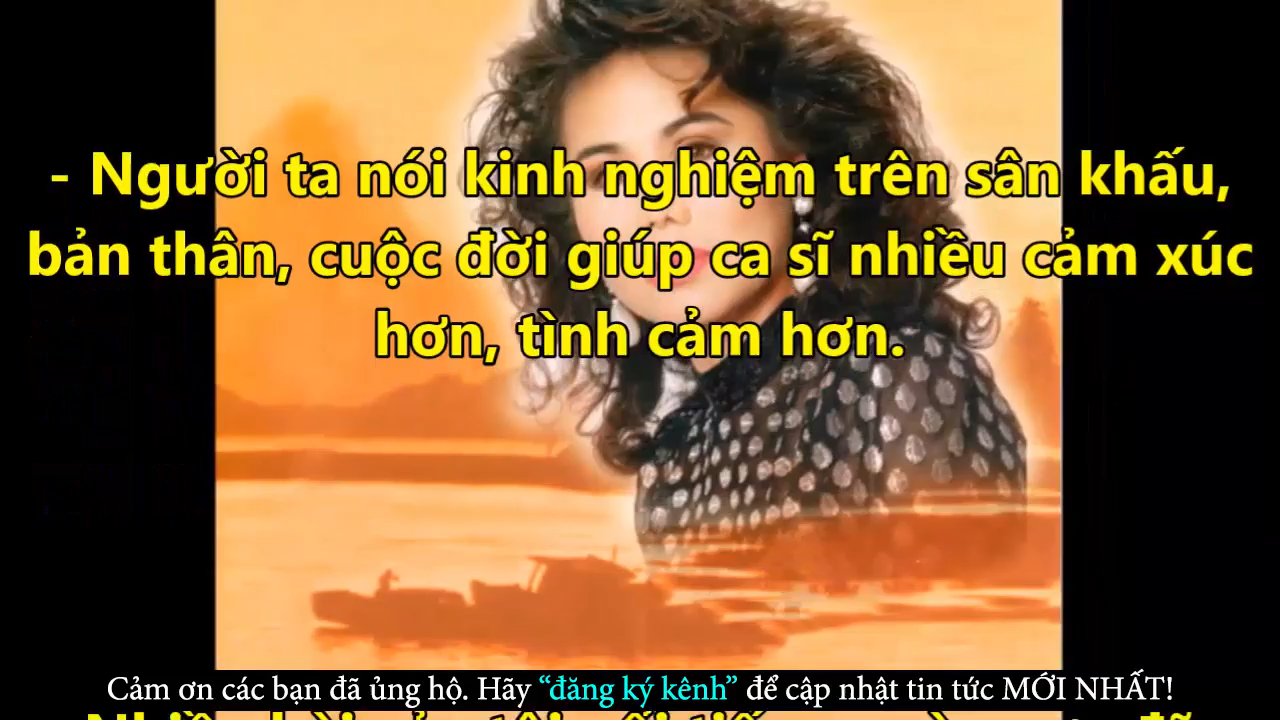 - Người ta nói kinh nghiệm trên sân khấu,
bản thân, cuộc đời giúp ca sĩ nhiều cảm xúc
hơn, tình cảm hơn.
Cảm ơn các bạn đã ủng hộ. Hãy “đăng ký kênh” để cập nhật tin tức MỚI NHẤT!